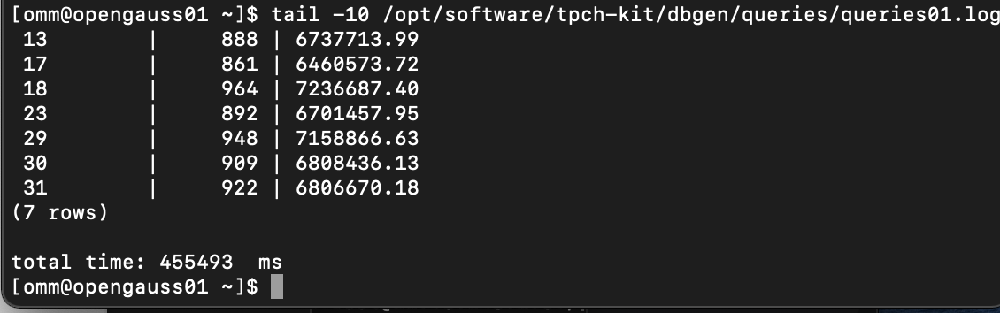 [omm@opengauss01 ~]$ tail -10 /opt/software/tpch-kit/dbgen/queries/queries01.log
13 | 888 | 6737713.99
17 | 861 | 6460573.72
18 | 964 | 7236687.40
23 | 892 | 6701457.95
29 | 948 | 7158866.63
30 | 909 | 6808436.13
31 | 922 | 6806670.18
(7 rows)
total time: 455493 ms
[omm@opengauss01 ~]$